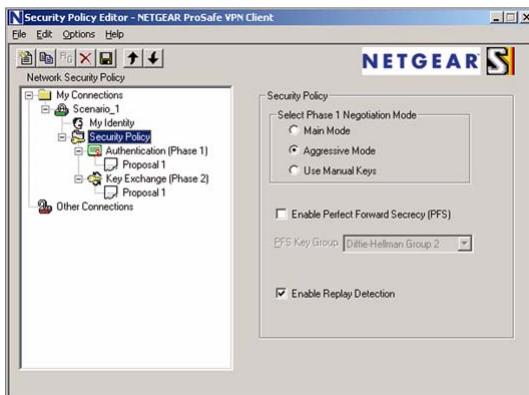 Security Policy Editor - NETGEAR ProSafe VPN Client
File Edit Options Help
NETGEAR
Network Security Policy
My Connections
Scenario_1
My Identity
Security Policy
Authentication (Phase 1)
Proposal 1
Key Exchange (Phase 2)
Proposal 1
Other Connections
Security Policy
Select Phase 1 Negotiation Mode
Main Mode
Aggressive Mode
Use Manual Keys
Enable Perfect Forward Secrecy (PFS)
PFS Key Group Diffie-Hellman Group 2
Enable Replay Detection